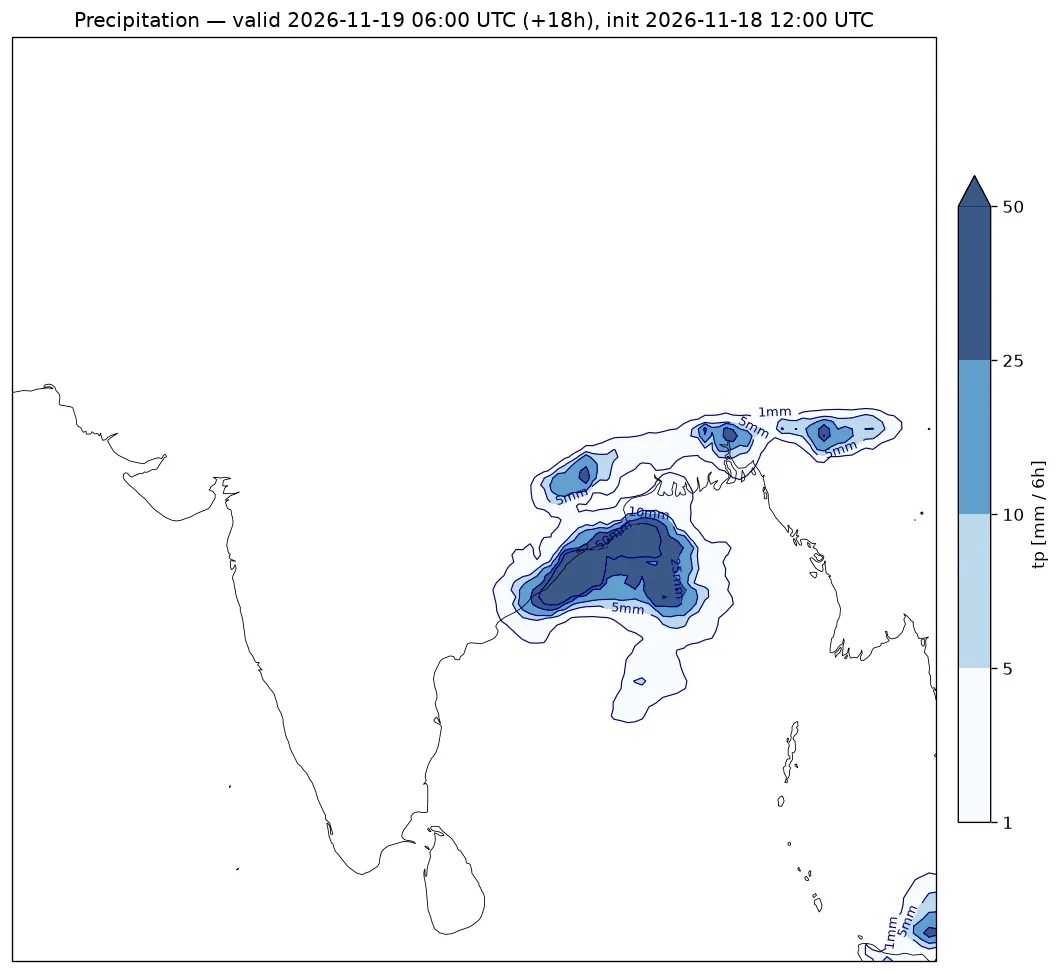 Precipitation — valid 2026-11-19 06:00 UTC (+18h), init 2026-11-18 12:00 UTC
50
25
10
5
1
tp [mm / 6h]
1mm
5mm
5mm
5mm
10mm
50mm
25mm
5mm
1mm
5mm